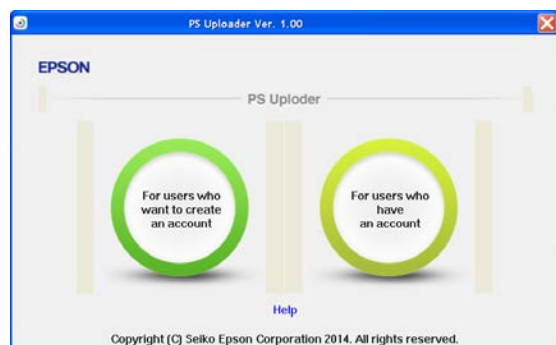 PS Uploader Ver. 1.00
EPSON
PS Uploder
For users who
want to create
an account
For users who
have
an account
Help
Copyright (C) Seiko Epson Corporation 2014. All rights reserved.